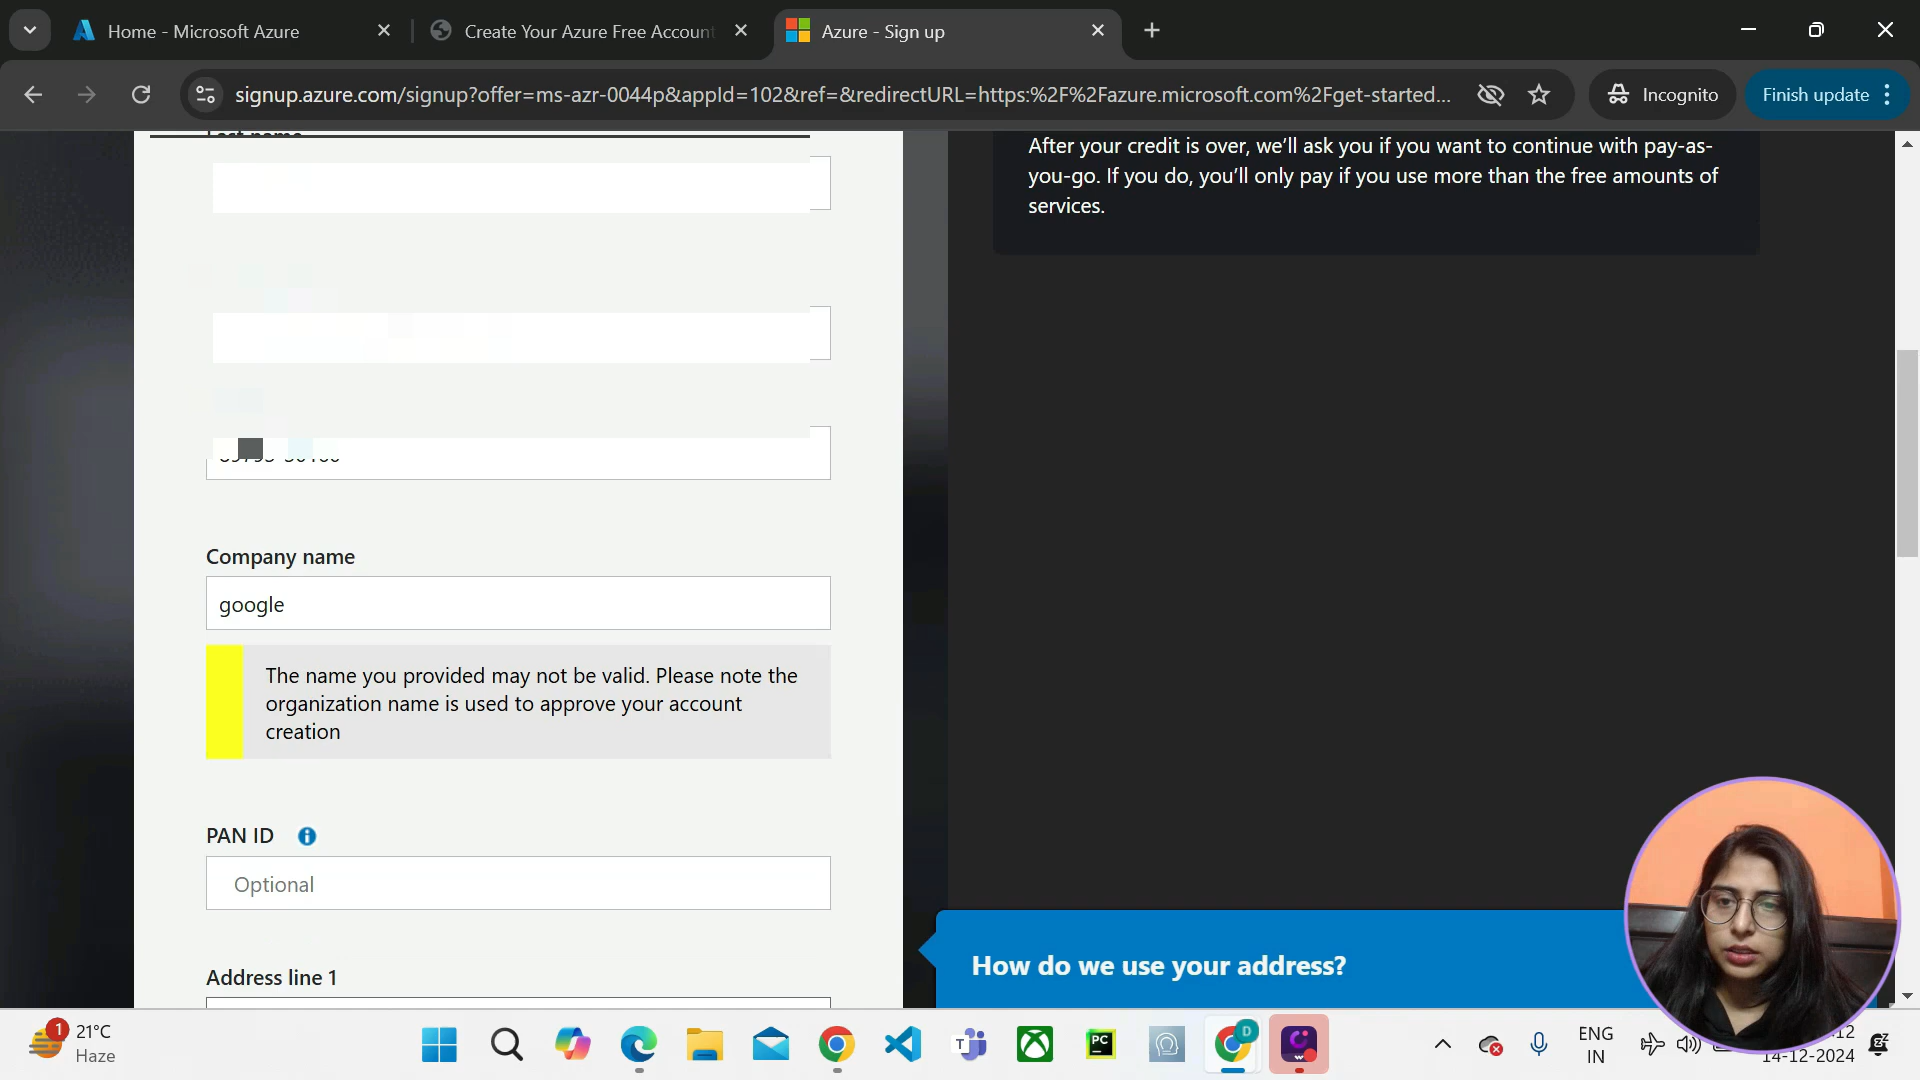 Home - Microsoft Azure
Create Your Azure Free Account
Azure - Sign up
signup.azure.com/signup?offer=ms-azr-0044p&appId=102&ref=&redirectURL=https:%2F%2Fazure.microsoft.com%2Fget-started...
Incognito
Finish update
Last name
After your credit is over, we'll ask you if you want to continue with pay-as-
you-go. If you do, you'll only pay if you use more than the free amounts of
services.
Company name
google
The name you provided may not be valid. Please note the
organization name is used to approve your account
creation
PAN ID
Optional
Address line 1
How do we use your address?
1
21°C
Haze
PC
D
ENG
IN
14-12-2024